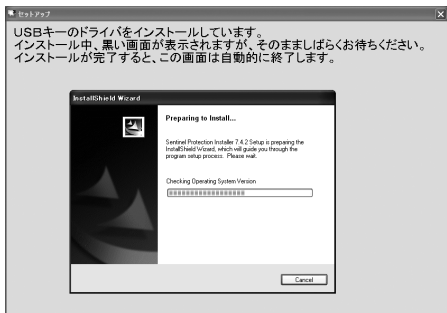 セットアップ
USBキーのドライバをインストールしています。
インストール中、黒い画面が表示されますが、そのまましばらくお待ちください。
インストールが完了すると、この画面は自動的に終了します。
InstallShield Wizard
Preparing to Install...
Sentinel Protection Installer 7.4.2 Setup is preparing the
InstallShield Wizard, which will guide you through the
program setup process. Please wait.
Checking Operating System Version
Cancel